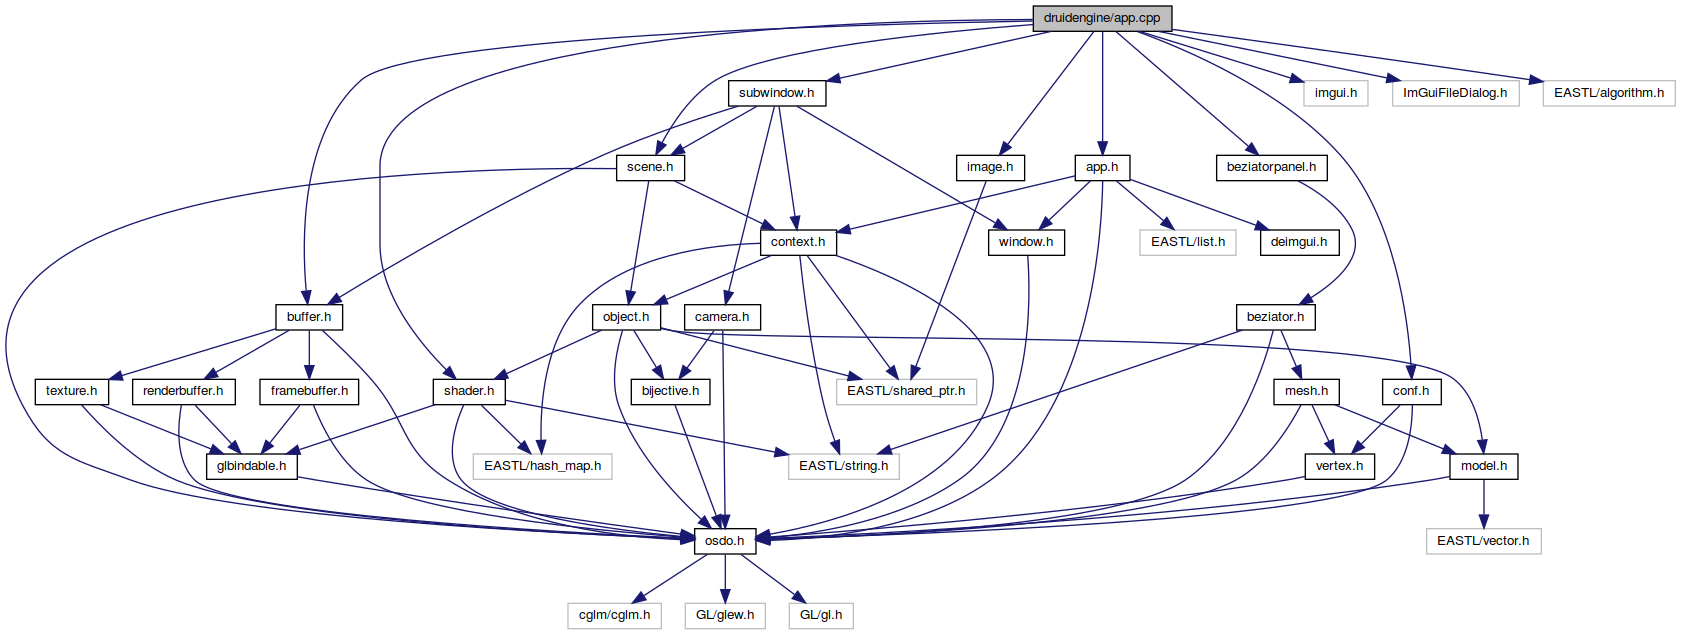 druidengine/app.cpp
subwindow.h
imgui.h
ImGuiFileDialog.h
EASTL/algorithm.h
scene.h
image.h
app.h
beziatorpanel.h
context.h
window.h
EASTL/list.h
deimgui.h
buffer.h
object.h
camera.h
beziator.h
texture.h
renderbuffer.h
framebuffer.h
shader.h
bijective.h
EASTL/shared_ptr.h
mesh.h
conf.h
glbindable.h
EASTL/hash_map.h
EASTL/string.h
vertex.h
model.h
osdo.h
EASTL/vector.h
cglm/cglm.h
GL/glew.h
GL/gl.h